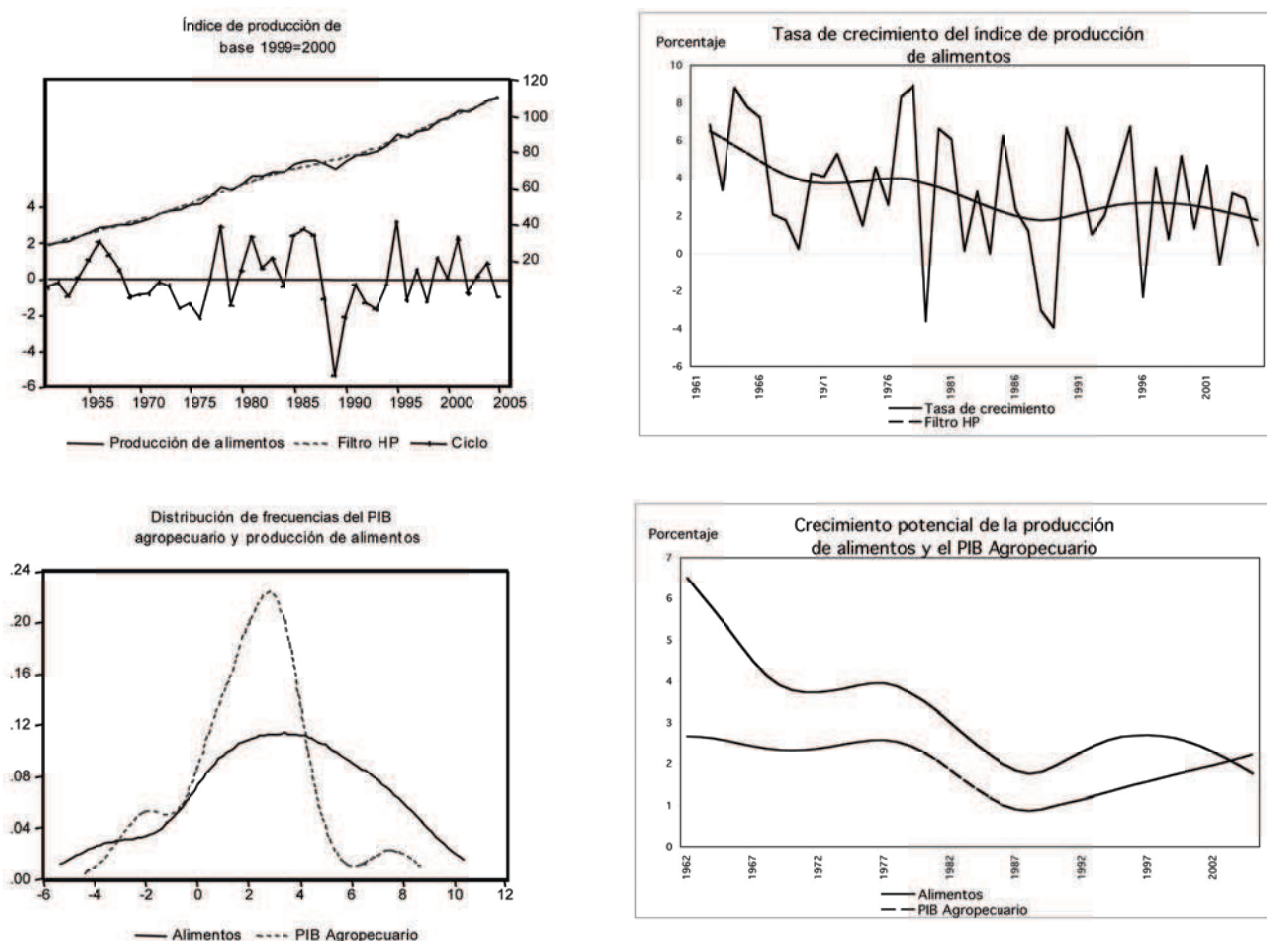 Índice de producción de
base 1999=2000
120
100
80
60
40
20
4
2
0
-2
-4
-6
1965 1970 1975 1980 1985 1990 1995 2000 2005
Producción de alimentos Filtro HP Ciclo
Porcentaje
Tasa de crecimiento del índice de producción
de alimentos
10
8
6
4
2
0
-2
-4
-6
1961 1966 1971 1976 1981 1986 1991 1996 2001
Tasa de crecimiento
Filtro HP
Distribución de frecuencias del PIB
agropecuario y producción de alimentos
.24
.20
.16
.12
.08
.04
.00
-6 -4 -2 0 2 4 6 8 10 12
Alimentos PIB Agropecuario
Porcentaje
Crecimiento potencial de la producción
de alimentos y el PIB Agropecuario
7
6
5
4
3
2
1
0
1962 1967 1972 1977 1982 1987 1992 1997 2002
Alimentos
PIB Agropecuario